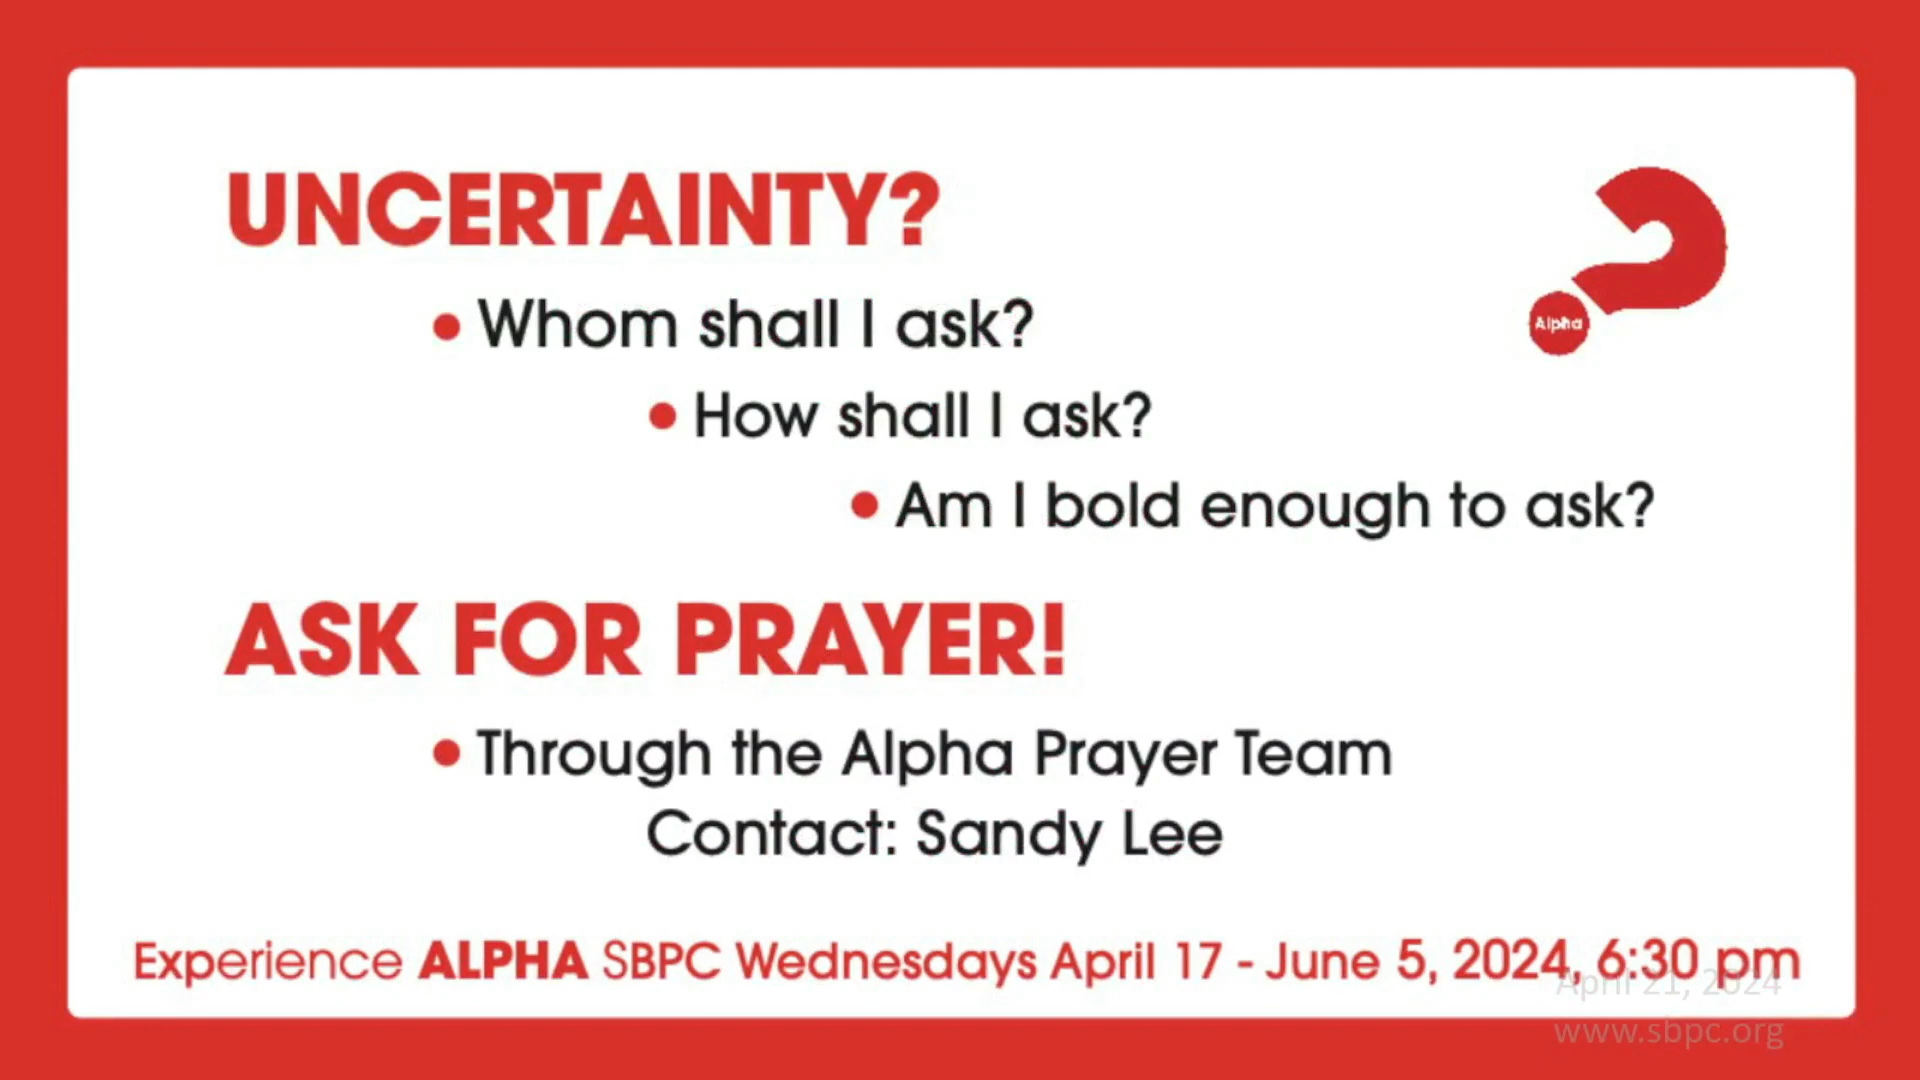 UNCERTAINTY?
• Whom shall I ask?
• How shall I ask?
• Am I bold enough to ask?
Alpha
ASK FOR PRAYER!
• Through the Alpha Prayer Team
Contact: Sandy Lee
Experience ALPHA SBPC Wednesdays April 17 - June 5, 2024, 6:30 pm
April 21, 2024
www.sbpc.org